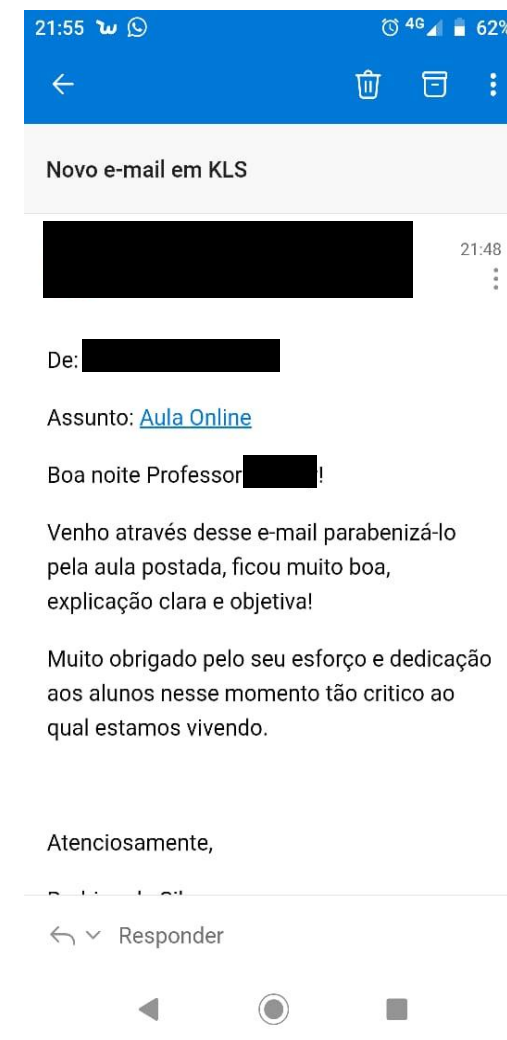 21:55 4G 62%
Novo e-mail em KLS
21:48
De:
Assunto: Aula Online
Boa noite Professor !
Venho através desse e-mail parabenizá-lo
pela aula postada, ficou muito boa,
explicação clara e objetiva!
Muito obrigado pelo seu esforço e dedicação
aos alunos nesse momento tão critico ao
qual estamos vivendo.
Atenciosamente,
Responder